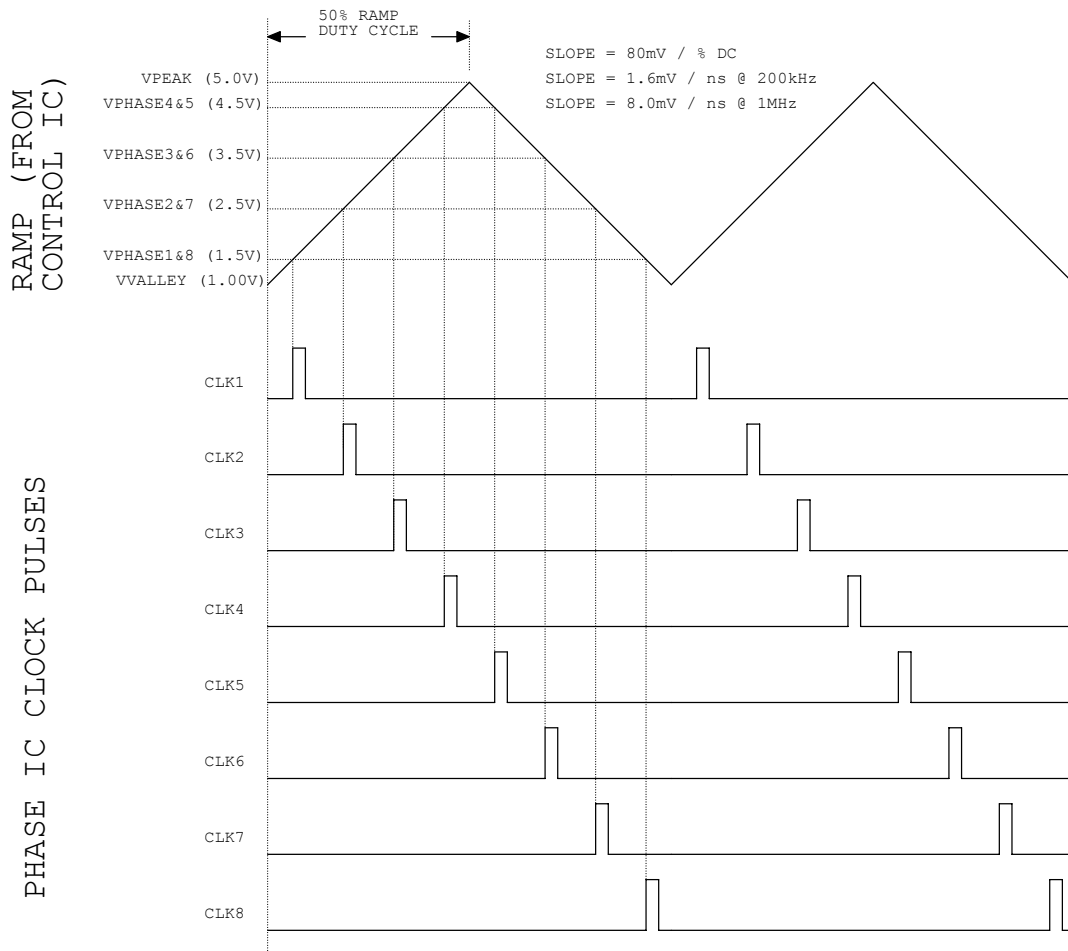 50% RAMP
DUTY CYCLE
SLOPE = 80mV / % DC
SLOPE = 1.6mV / ns @ 200kHz
SLOPE = 8.0mV / ns @ 1MHz
RAMP (FROM
CONTROL IC)
VPEAK (5.0V)
VPHASE4&5 (4.5V)
VPHASE3&6 (3.5V)
VPHASE2&7 (2.5V)
VPHASE1&8 (1.5V)
VVALLEY (1.00V)
PHASE IC CLOCK PULSES
CLK1
CLK2
CLK3
CLK4
CLK5
CLK6
CLK7
CLK8